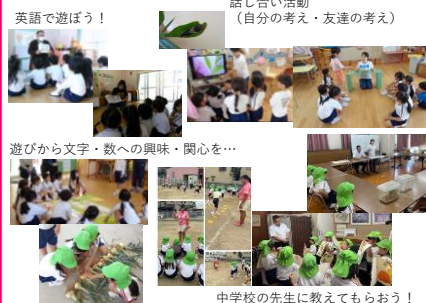 英語で遊ぼう！
話し合い活動
（自分の考え・友達の考え）
遊びから文字・数への興味・関心を…
中学校の先生に教えてもらおう！